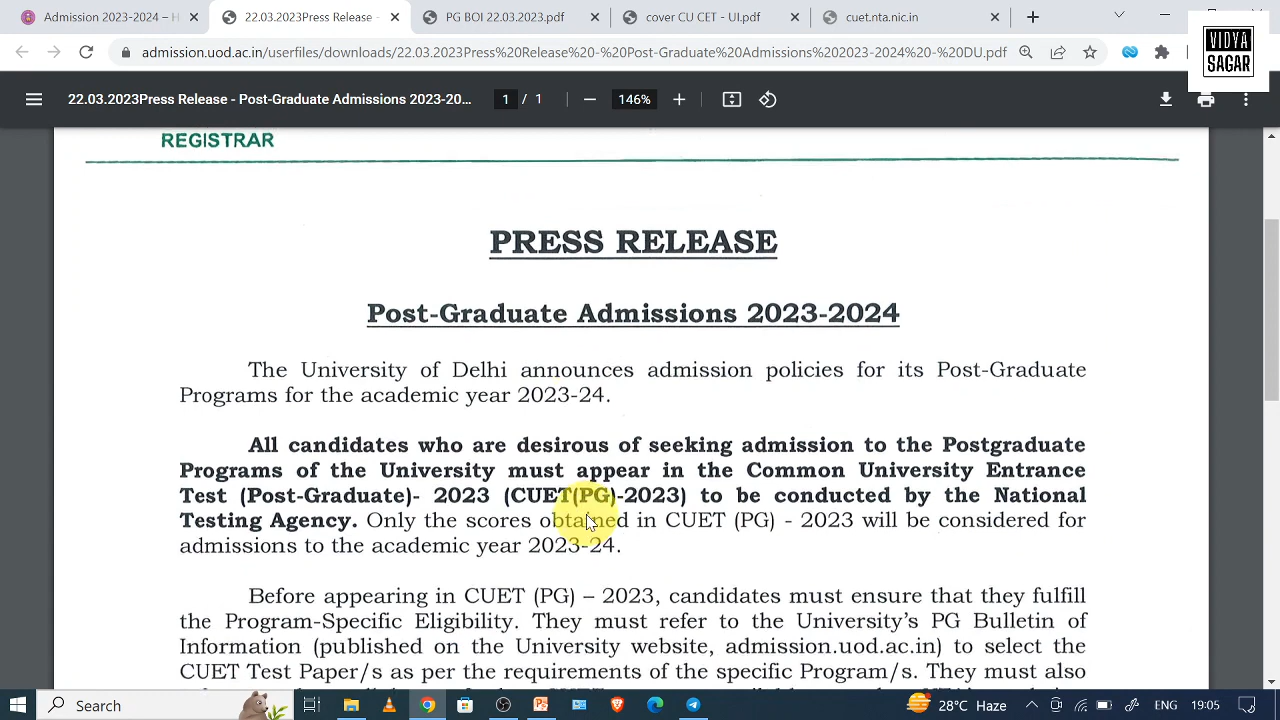 Admission 2023-2024 – H
22.03.2023Press Release -
PG BOI 22.03.2023.pdf
cover CU CET - UI.pdf
cuet.nta.nic.in
admission.uod.ac.in/userfiles/downloads/22.03.2023Press%20Release%20-%20Post-Graduate%20Admissions%202023-2024%20-%20DU.pdf
VIDYA
SAGAR
22.03.2023Press Release - Post-Graduate Admissions 2023-20...
1 / 1
146%
REGISTRAR
PRESS RELEASE
Post-Graduate Admissions 2023-2024
The University of Delhi announces admission policies for its Post-Graduate
Programs for the academic year 2023-24.
All candidates who are desirous of seeking admission to the Postgraduate
Programs of the University must appear in the Common University Entrance
Test (Post-Graduate)- 2023 (CUET(PG)-2023) to be conducted by the National
Testing Agency. Only the scores obtained in CUET (PG) - 2023 will be considered for
admissions to the academic year 2023-24.
Before appearing in CUET (PG) – 2023, candidates must ensure that they fulfill
the Program-Specific Eligibility. They must refer to the University's PG Bulletin of
Information (published on the University website, admission.uod.ac.in) to select the
CUET Test Paper/s as per the requirements of the specific Program/s. They must also
Search
28°C Haze
ENG
19:05